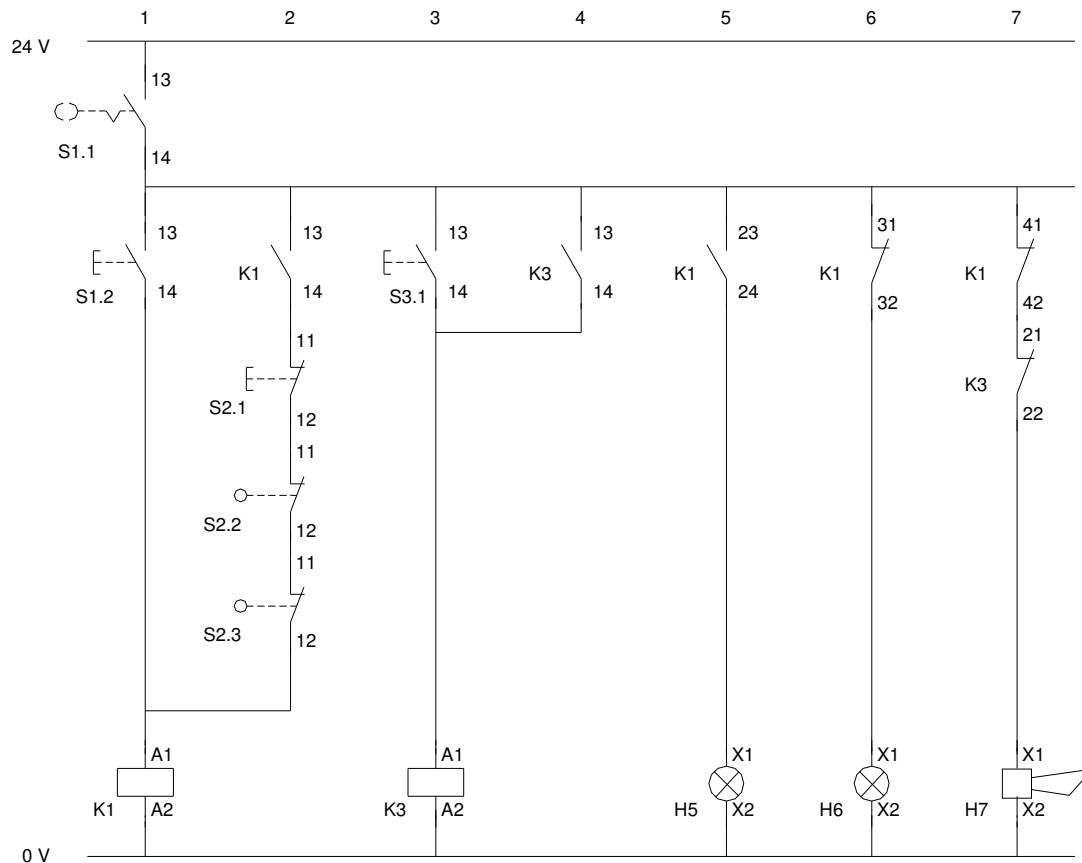 1 2 3 4 5 6 7
24 V
13
S1.1
14
13 13 13 13 23 31 41
K1 K3 K1 K1 K1
S1.2 14 14 S3.1 14 14 24 32 42
11 21
S2.1 K3
12 22
11
S2.2
12
11
S2.3
12
A1 A1 X1 X1 X1
K1 A2 K3 A2 H5 X2 H6 X2 H7 X2
0 V